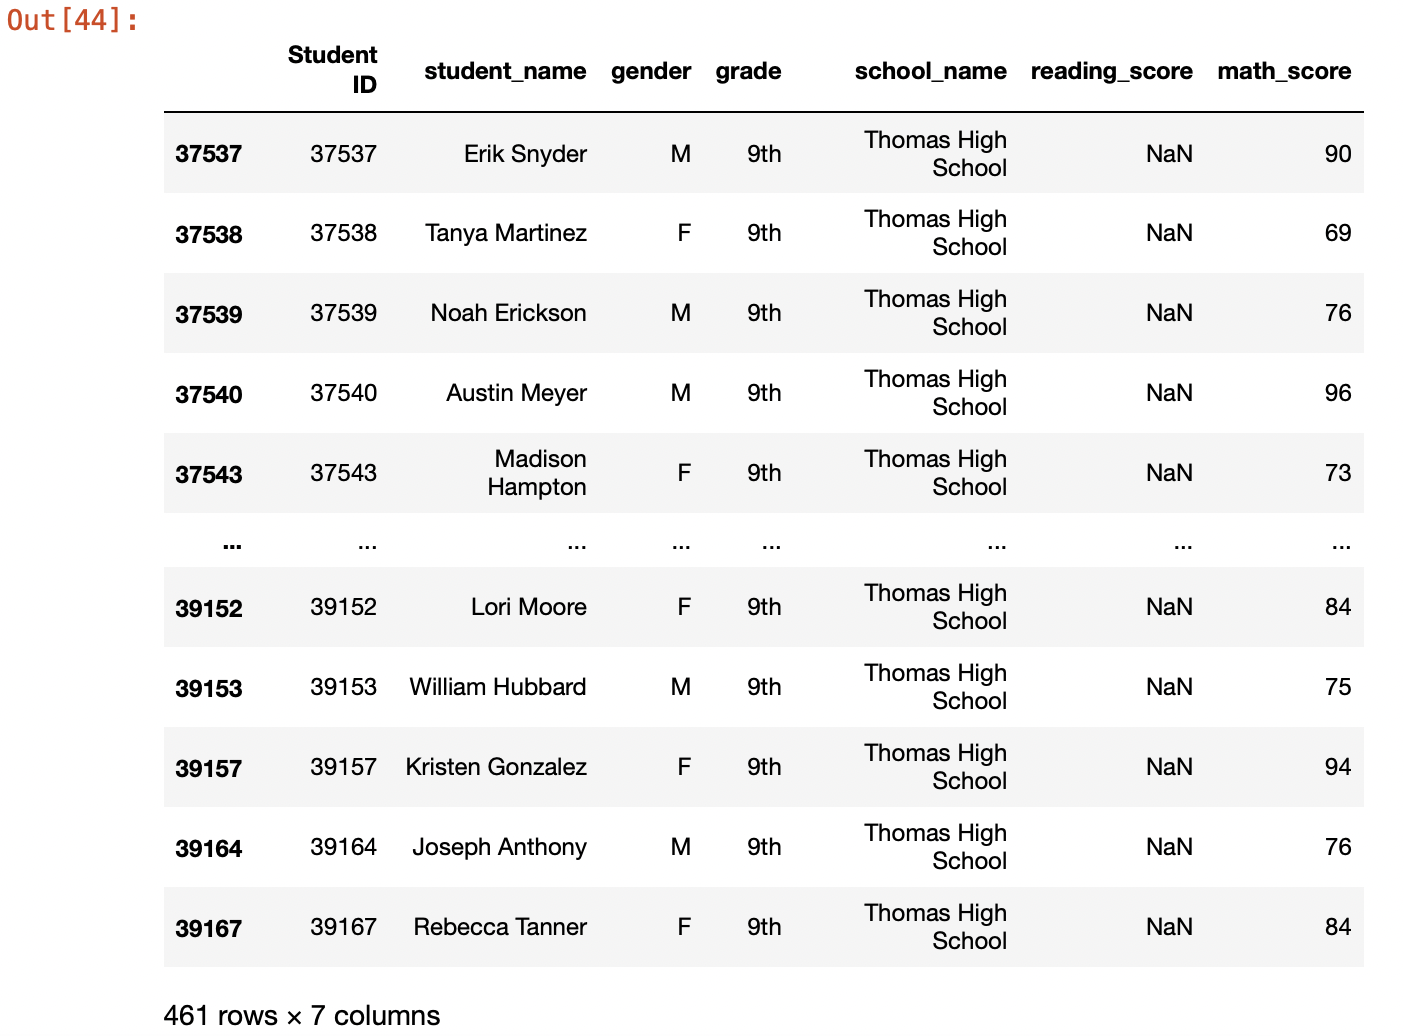 Out[44]:
Student ID student_name gender grade school_name reading_score math_score
37537 37537 Erik Snyder M 9th Thomas High School NaN 90
37538 37538 Tanya Martinez F 9th Thomas High School NaN 69
37539 37539 Noah Erickson M 9th Thomas High School NaN 76
37540 37540 Austin Meyer M 9th Thomas High School NaN 96
37543 37543 Madison Hampton F 9th Thomas High School NaN 73
... ... ... ... ... ... ... ...
39152 39152 Lori Moore F 9th Thomas High School NaN 84
39153 39153 William Hubbard M 9th Thomas High School NaN 75
39157 39157 Kristen Gonzalez F 9th Thomas High School NaN 94
39164 39164 Joseph Anthony M 9th Thomas High School NaN 76
39167 39167 Rebecca Tanner F 9th Thomas High School NaN 84
461 rows × 7 columns